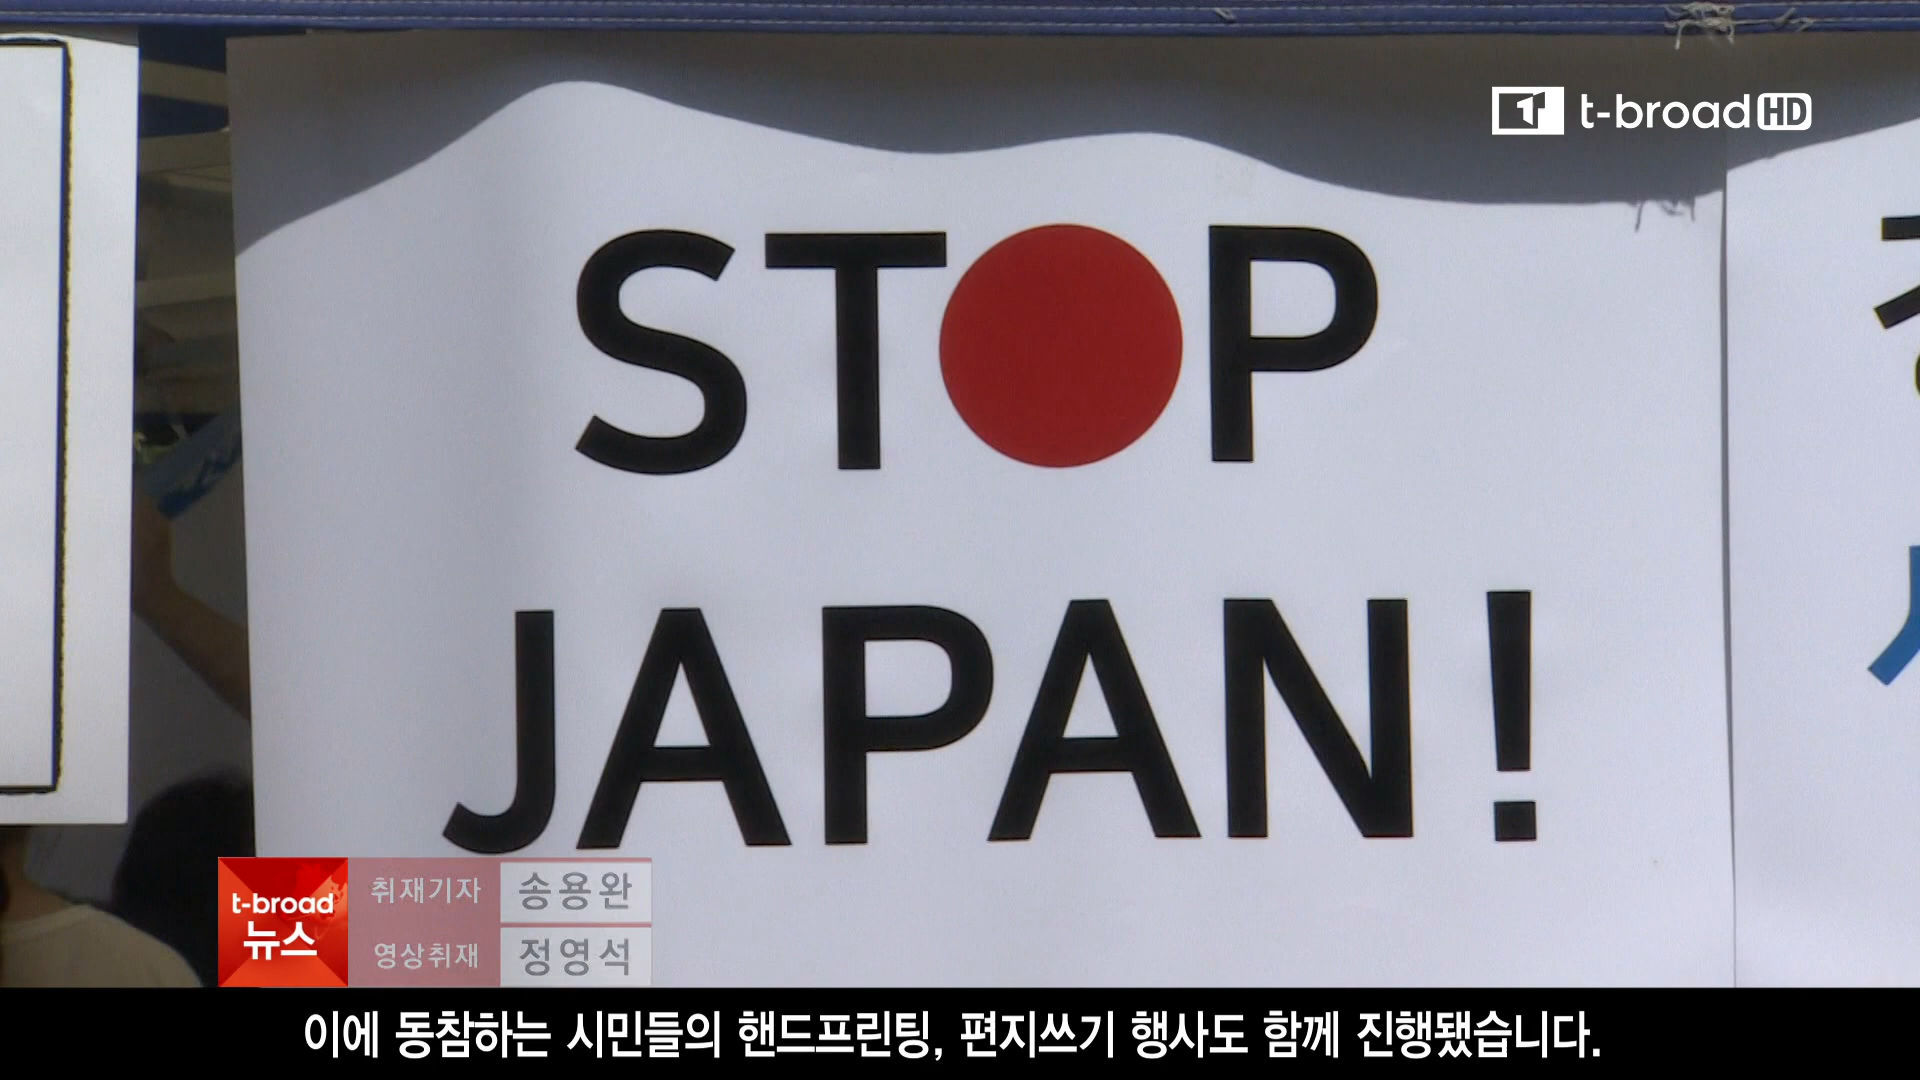 t-broad HD
STOP
JAPAN!
t-broad
뉴스
취재기자 송용완
영상취재 정영석
이에 동참하는 시민들의 핸드프린팅, 편지쓰기 행사도 함께 진행됐습니다.